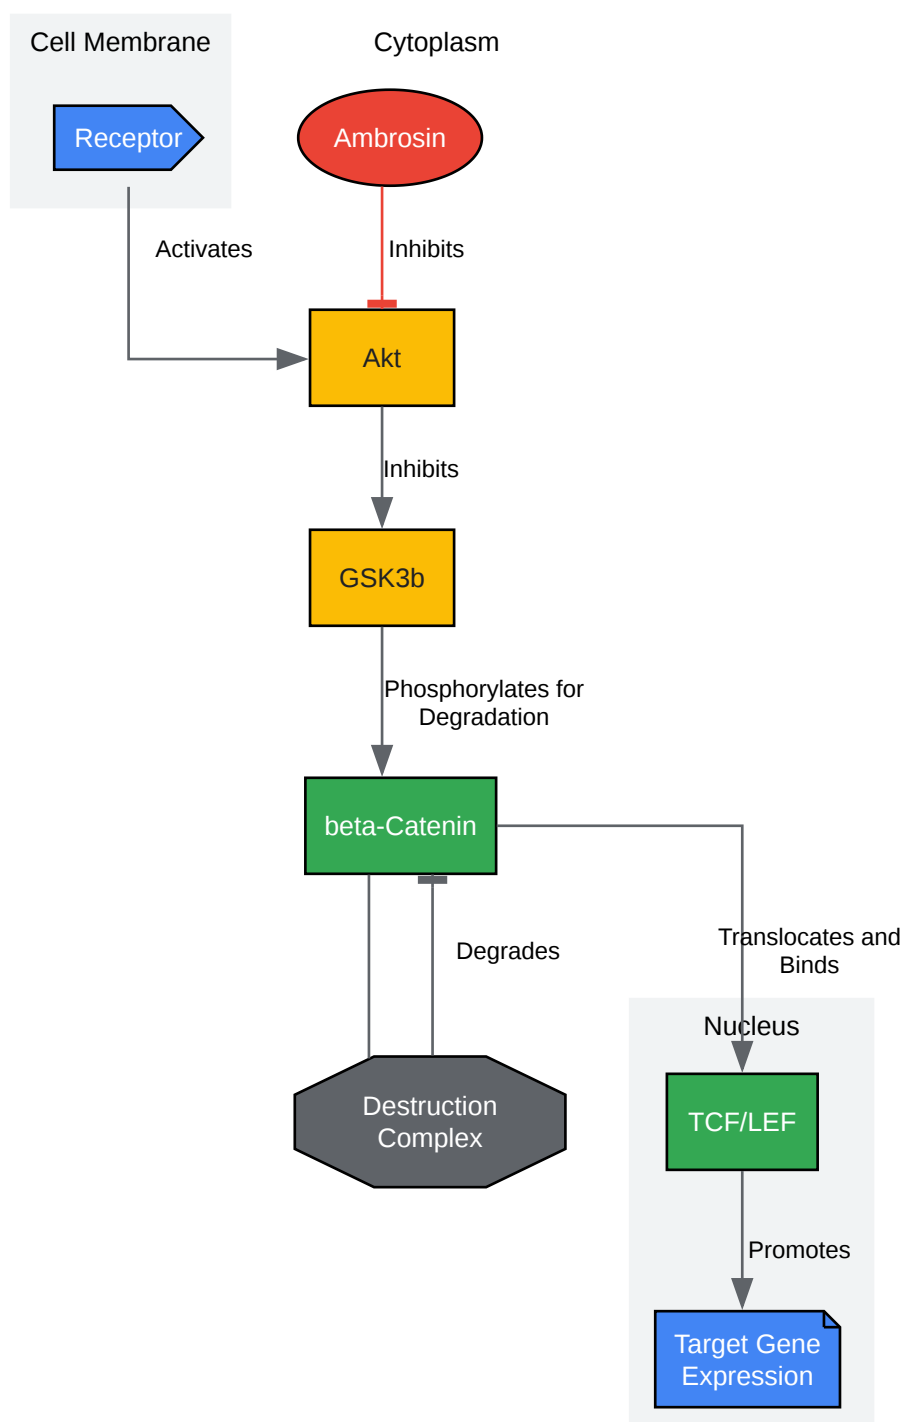 Cell Membrane
Cytoplasm
Receptor
Ambrosin
Activates
Inhibits
Akt
Inhibits
GSK3b
Phosphorylates for
Degradation
beta-Catenin
Degrades
Translocates and
Binds
Nucleus
Destruction
Complex
TCF/LEF
Promotes
Target Gene
Expression